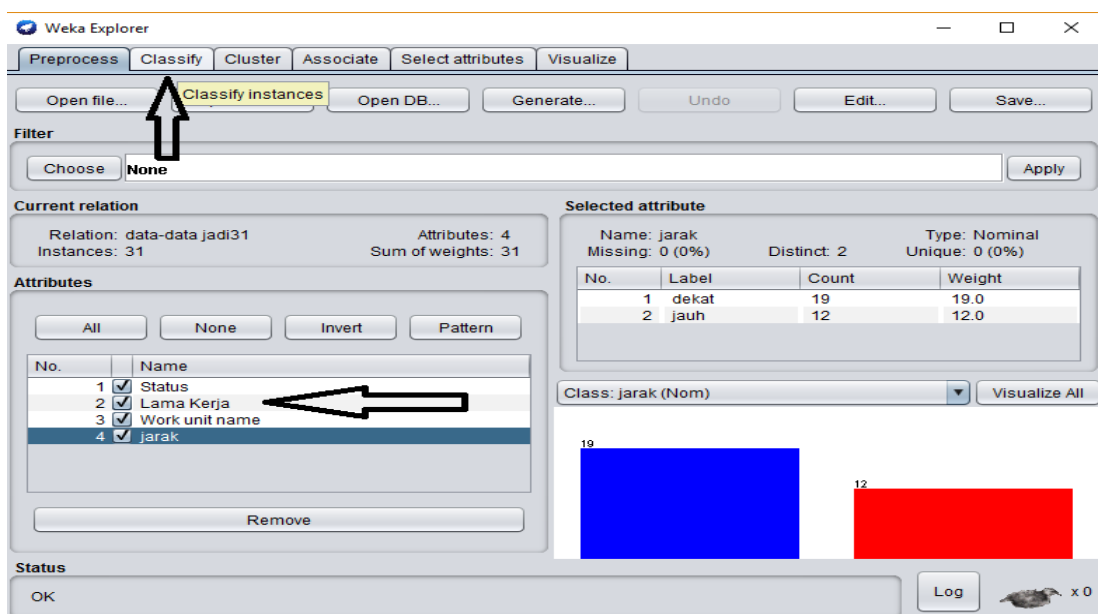 Weka Explorer
Preprocess Classify Cluster Associate Select attributes Visualize
Open file... Open DB... Generate... Undo Edit... Save...
Classify instances
Filter
Choose None Apply
Current relation
Relation: data-data jadi31 Attributes: 4
Instances: 31 Sum of weights: 31
Attributes
All None Invert Pattern
No. Name
1 Status
2 Lama Kerja
3 Work unit name
4 jarak
Remove
Selected attribute
Name: jarak Type: Nominal
Missing: 0 (0%) Distinct: 2 Unique: 0 (0%)
No. Label Count Weight
1 dekat 19 19.0
2 jauh 12 12.0
Class: jarak (Nom) Visualize All
19
12
Status
OK Log x 0